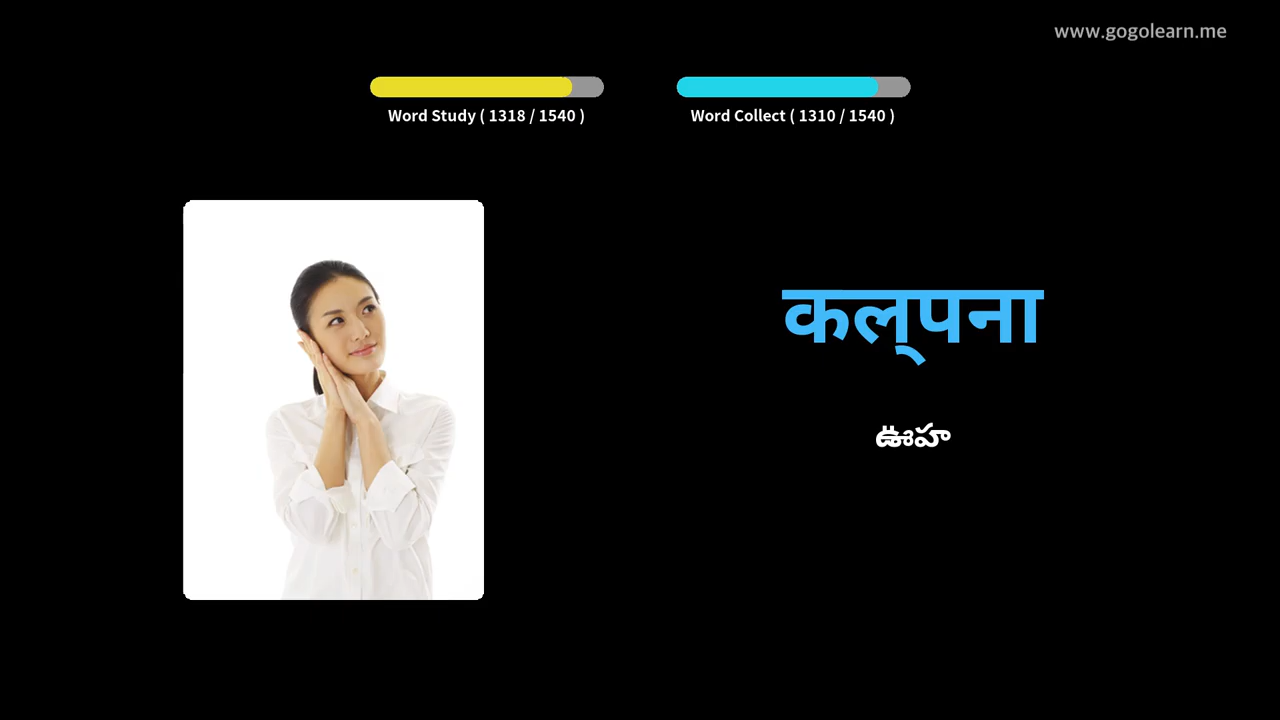 www.gogolearn.me
Word Study ( 1318 / 1540 )
Word Collect ( 1310 / 1540 )
कल्पना
ఊహ